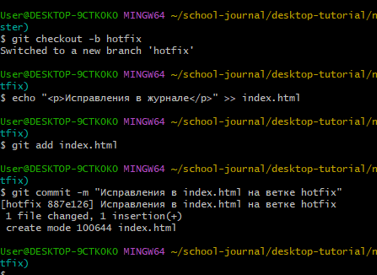 User@DESKTOP-9CTKOKO MINGW64 ~/school-journal/desktop-tutorial/
ster)
$ git checkout -b hotfix
Switched to a new branch 'hotfix'
User@DESKTOP-9CTKOKO MINGW64 ~/school-journal/desktop-tutorial/
tfix)
$ echo "<p>Исправления в журнале</p>" >> index.html
User@DESKTOP-9CTKOKO MINGW64 ~/school-journal/desktop-tutorial/
tfix)
$ git add index.html
User@DESKTOP-9CTKOKO MINGW64 ~/school-journal/desktop-tutorial/
tfix)
$ git commit -m "Исправления в index.html на ветке hotfix"
[hotfix 887e126] Исправления в index.html на ветке hotfix
1 file changed, 1 insertion(+)
create mode 100644 index.html
User@DESKTOP-9CTKOKO MINGW64 ~/school-journal/desktop-tutorial/
tfix)
$